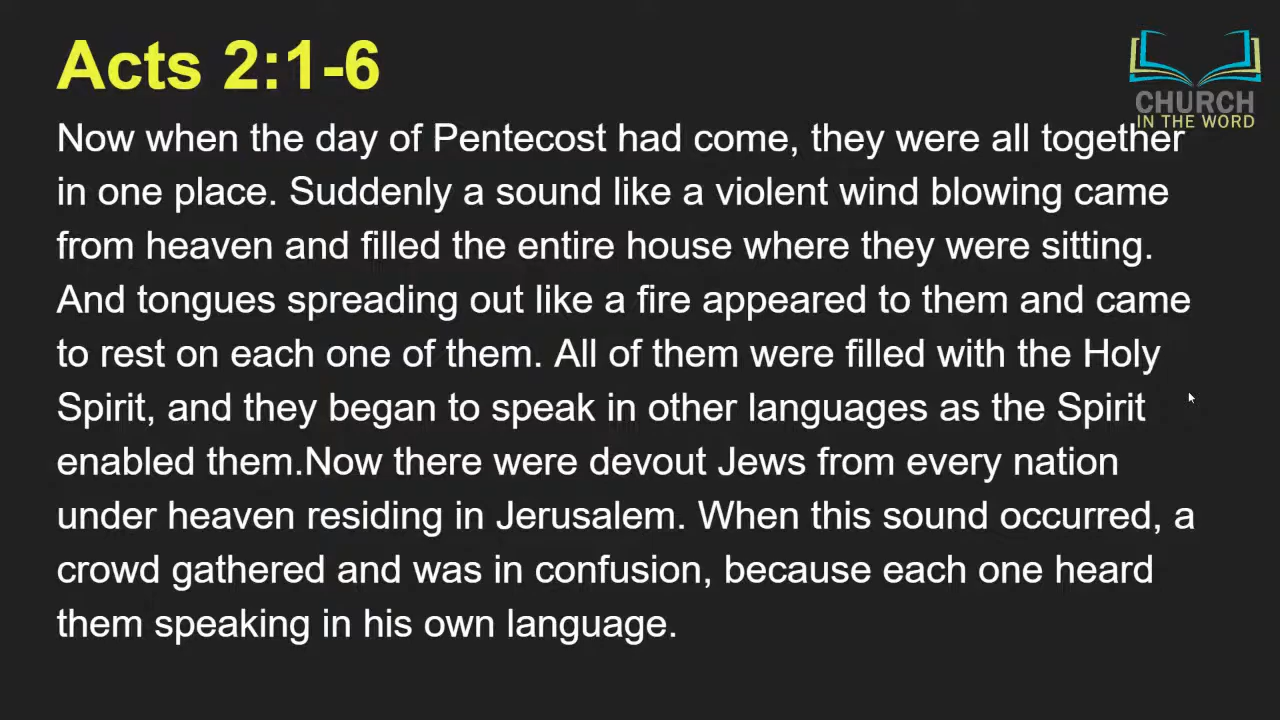 Acts 2:1-6
CHURCH
IN THE WORD
Now when the day of Pentecost had come, they were all together
in one place. Suddenly a sound like a violent wind blowing came
from heaven and filled the entire house where they were sitting.
And tongues spreading out like a fire appeared to them and came
to rest on each one of them. All of them were filled with the Holy
Spirit, and they began to speak in other languages as the Spirit
enabled them.Now there were devout Jews from every nation
under heaven residing in Jerusalem. When this sound occurred, a
crowd gathered and was in confusion, because each one heard
them speaking in his own language.